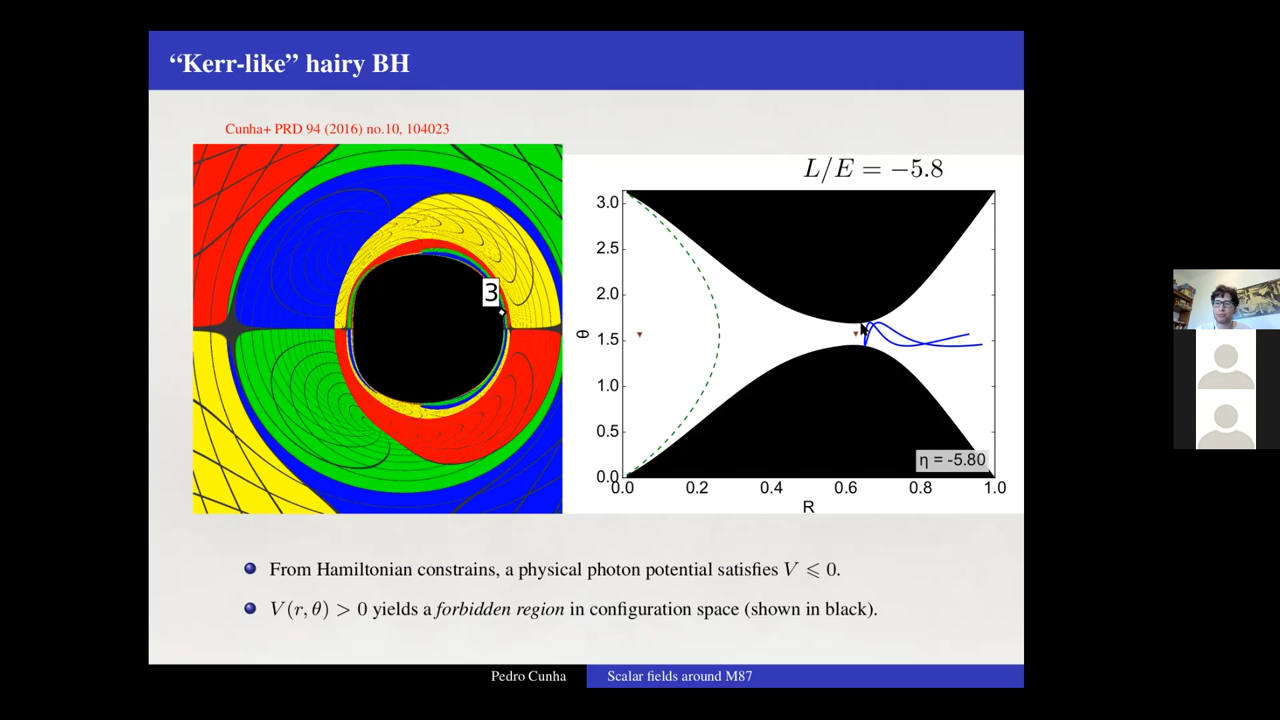 “Kerr-like” hairy BH
Cunha+ PRD 94 (2016) no.10, 104023
3
L/E = −5.8
3.0
2.5
2.0
θ
1.5
1.0
0.5
0.0
η = -5.80
0.0 0.2 0.4 0.6 0.8 1.0
R
From Hamiltonian constrains, a physical photon potential satisfies V ⩽ 0.
V(r, θ) > 0 yields a forbidden region in configuration space (shown in black).
Pedro Cunha Scalar fields around M87